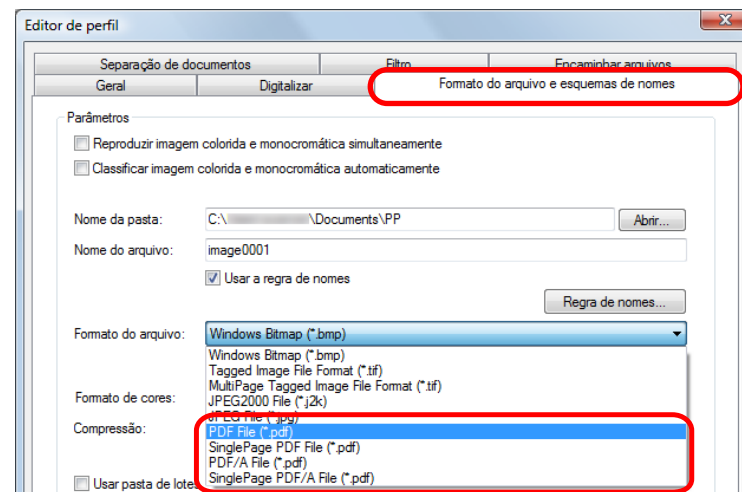 Editor de perfil
Separação de documentos Filtro Encaminhar arquivos
Geral Digitalizar Formato do arquivo e esquemas de nomes
Parâmetros
Reproduzir imagem colorida e monocromática simultaneamente
Classificar imagem colorida e monocromática automaticamente
Nome da pasta: C:\ \Documents\PP Abrir...
Nome do arquivo: image0001
Usar a regra de nomes
Regra de nomes...
Formato do arquivo: Windows Bitmap (*.bmp)
Windows Bitmap (*.bmp)
Tagged Image File Format (*.tif)
MultiPage Tagged Image File Format (*.tif)
Formato de cores: JPEG2000 File (*.j2k)
JPEG File (*.jpg)
Compressão: PDF File (*.pdf)
SinglePage PDF File (*.pdf)
PDF/A File (*.pdf)
Usar pasta de lotes SinglePage PDF/A File (*.pdf)